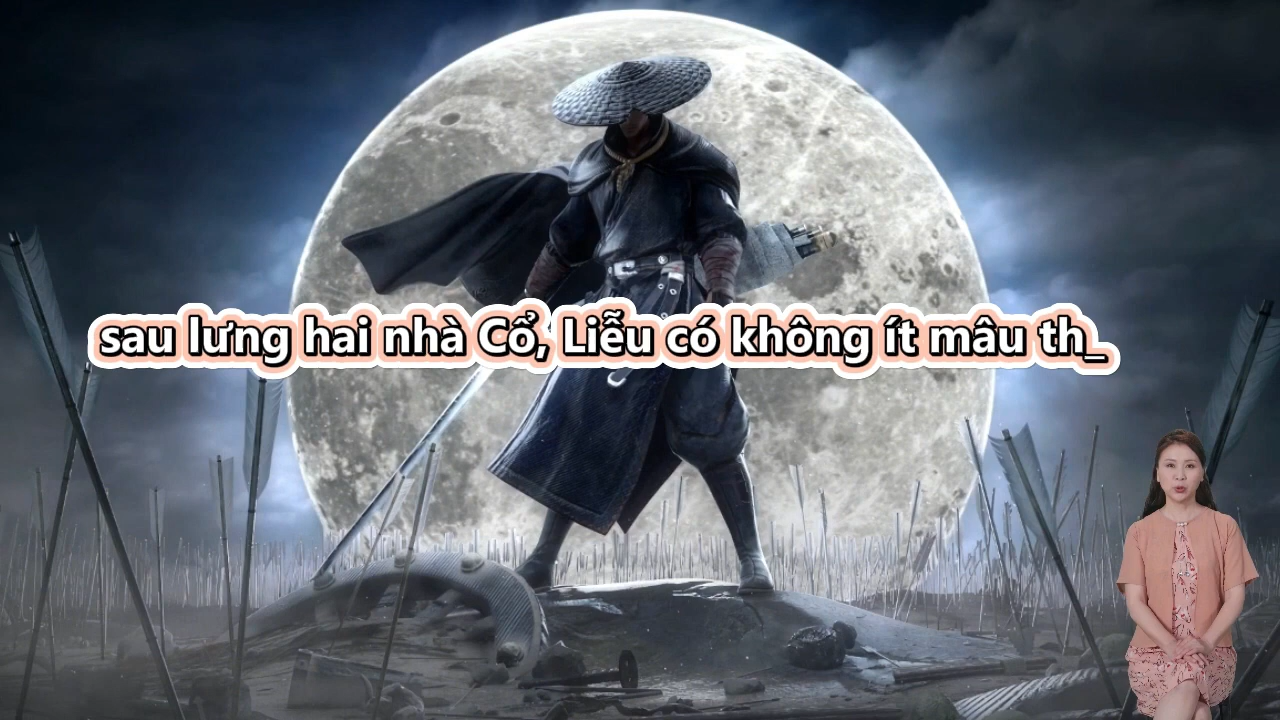 sau lưng hai nhà Cổ, Liễu có không ít mâu th_